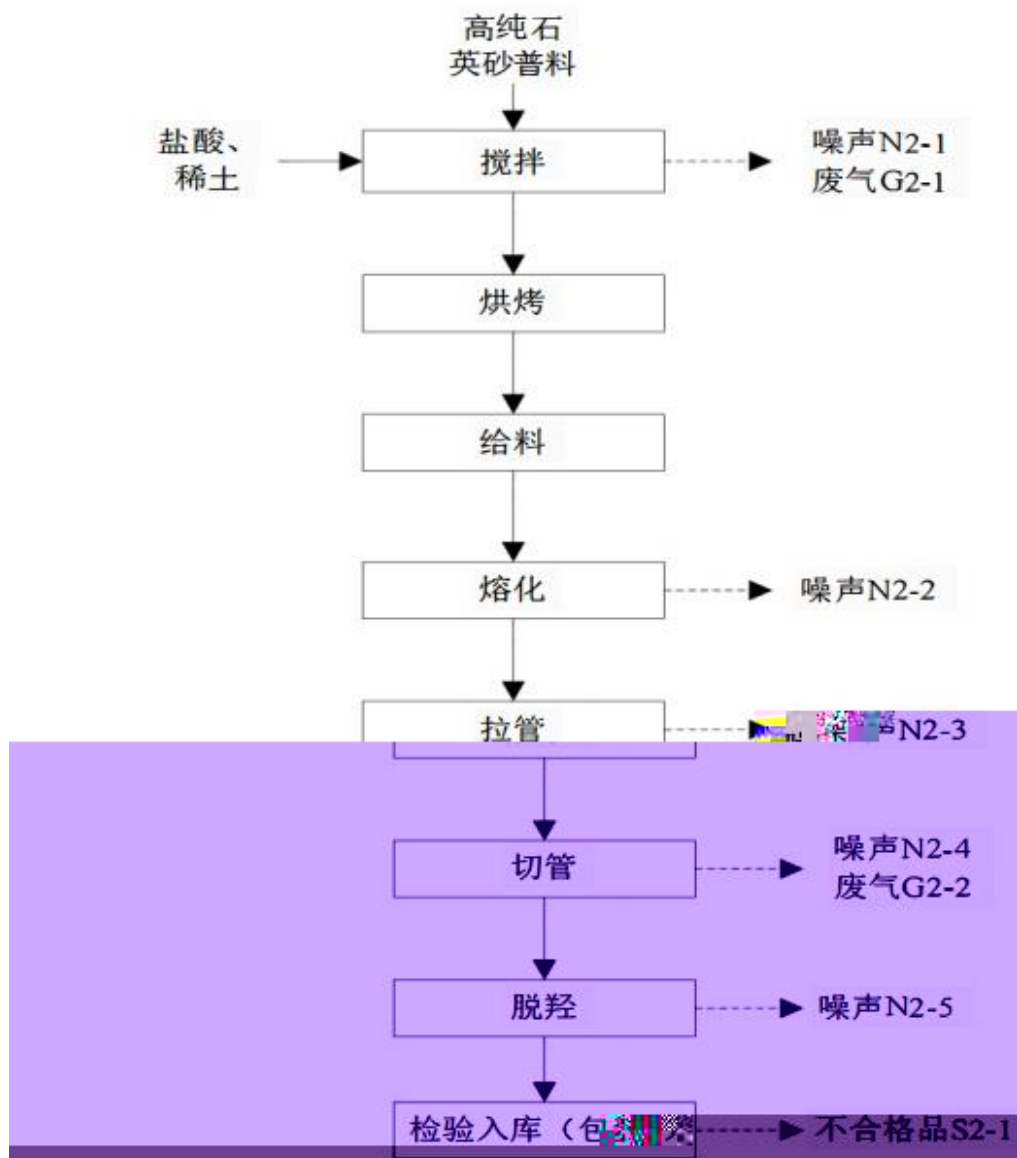 高纯石
英砂普料
盐酸、
稀土
搅拌
噪声N2-1
废气G2-1
烘烤
给料
熔化
噪声N2-2
拉管
声N2-3
切管
噪声N2-4
废气G2-2
脱羟
噪声N2-5
检验入库（包
不合格品S2-1